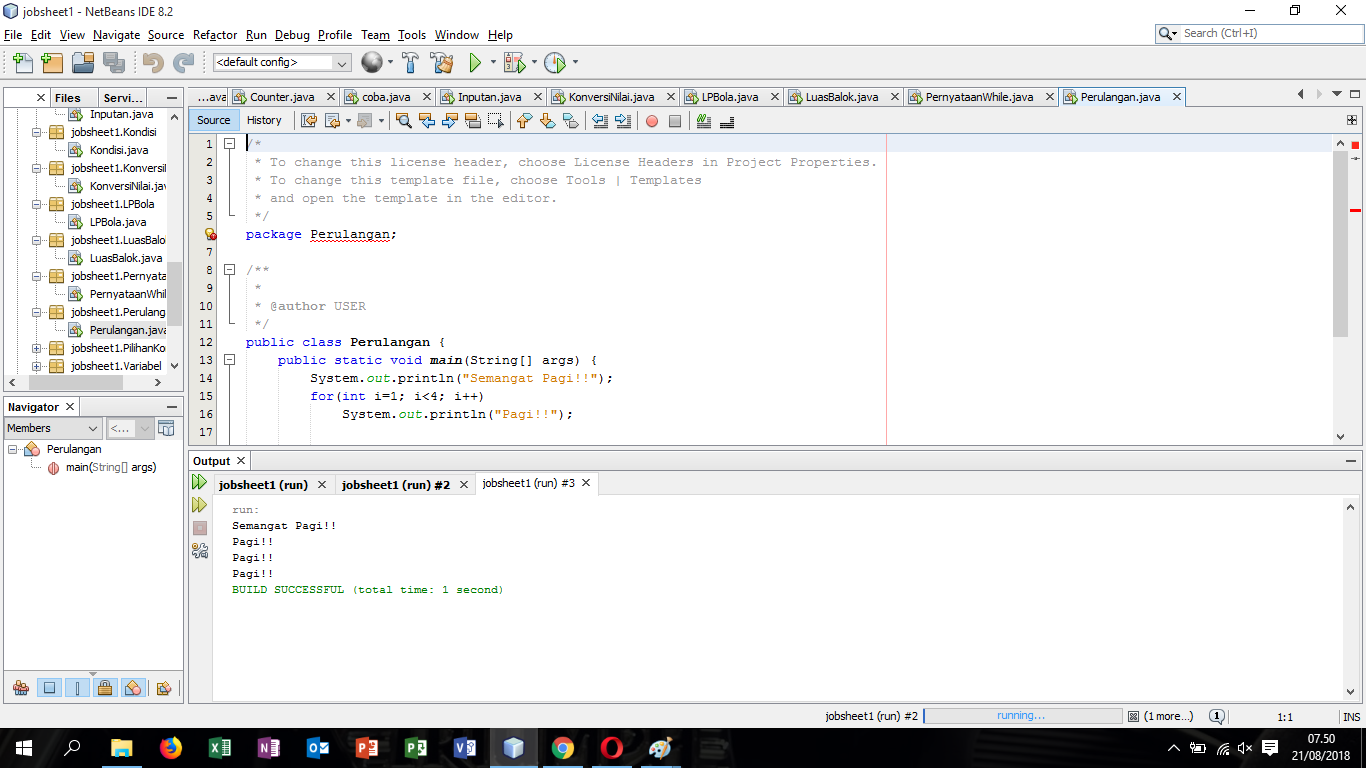 jobsheet1 - NetBeans IDE 8.2
File Edit View Navigate Source Refactor Run Debug Profile Team Tools Window Help
Search (Ctrl+I)
<default config>
Files Servi...
...ava Counter.java coba.java Inputan.java KonversiNilai.java LPBola.java LuasBalok.java PernyataanWhile.java Perulangan.java
Source History
Inputan.java
jobsheet1.Kondisi
Kondisi.java
jobsheet1.Konversi
KonversiNilai.jav
jobsheet1.LPBola
LPBola.java
jobsheet1.LuasBalo
LuasBalok.java
jobsheet1.Pernyata
PernyataanWhil
jobsheet1.Perulang
Perulangan.java
jobsheet1.PilihanKo
jobsheet1.Variabel
1 /*
2 * To change this license header, choose License Headers in Project Properties.
3 * To change this template file, choose Tools | Templates
4 * and open the template in the editor.
5 */
package Perulangan;
7
8 /**
9 *
10 * @author USER
11 */
12 public class Perulangan {
13 public static void main(String[] args) {
14 System.out.println("Semangat Pagi!!");
15 for(int i=1; i<4; i++)
16 System.out.println("Pagi!!");
17
Navigator
Members
<...
Perulangan
main(String[] args)
Output
jobsheet1 (run) jobsheet1 (run) #2 jobsheet1 (run) #3
run:
Semangat Pagi!!
Pagi!!
Pagi!!
Pagi!!
BUILD SUCCESSFUL (total time: 1 second)
jobsheet1 (run) #2 running... (1 more...) 1 1:1 INS
07.50
21/08/2018